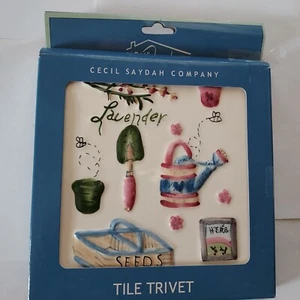 CECIL SAYDAH COMPANY
Lavender
HERB
SEEDS
TILE TRIVET